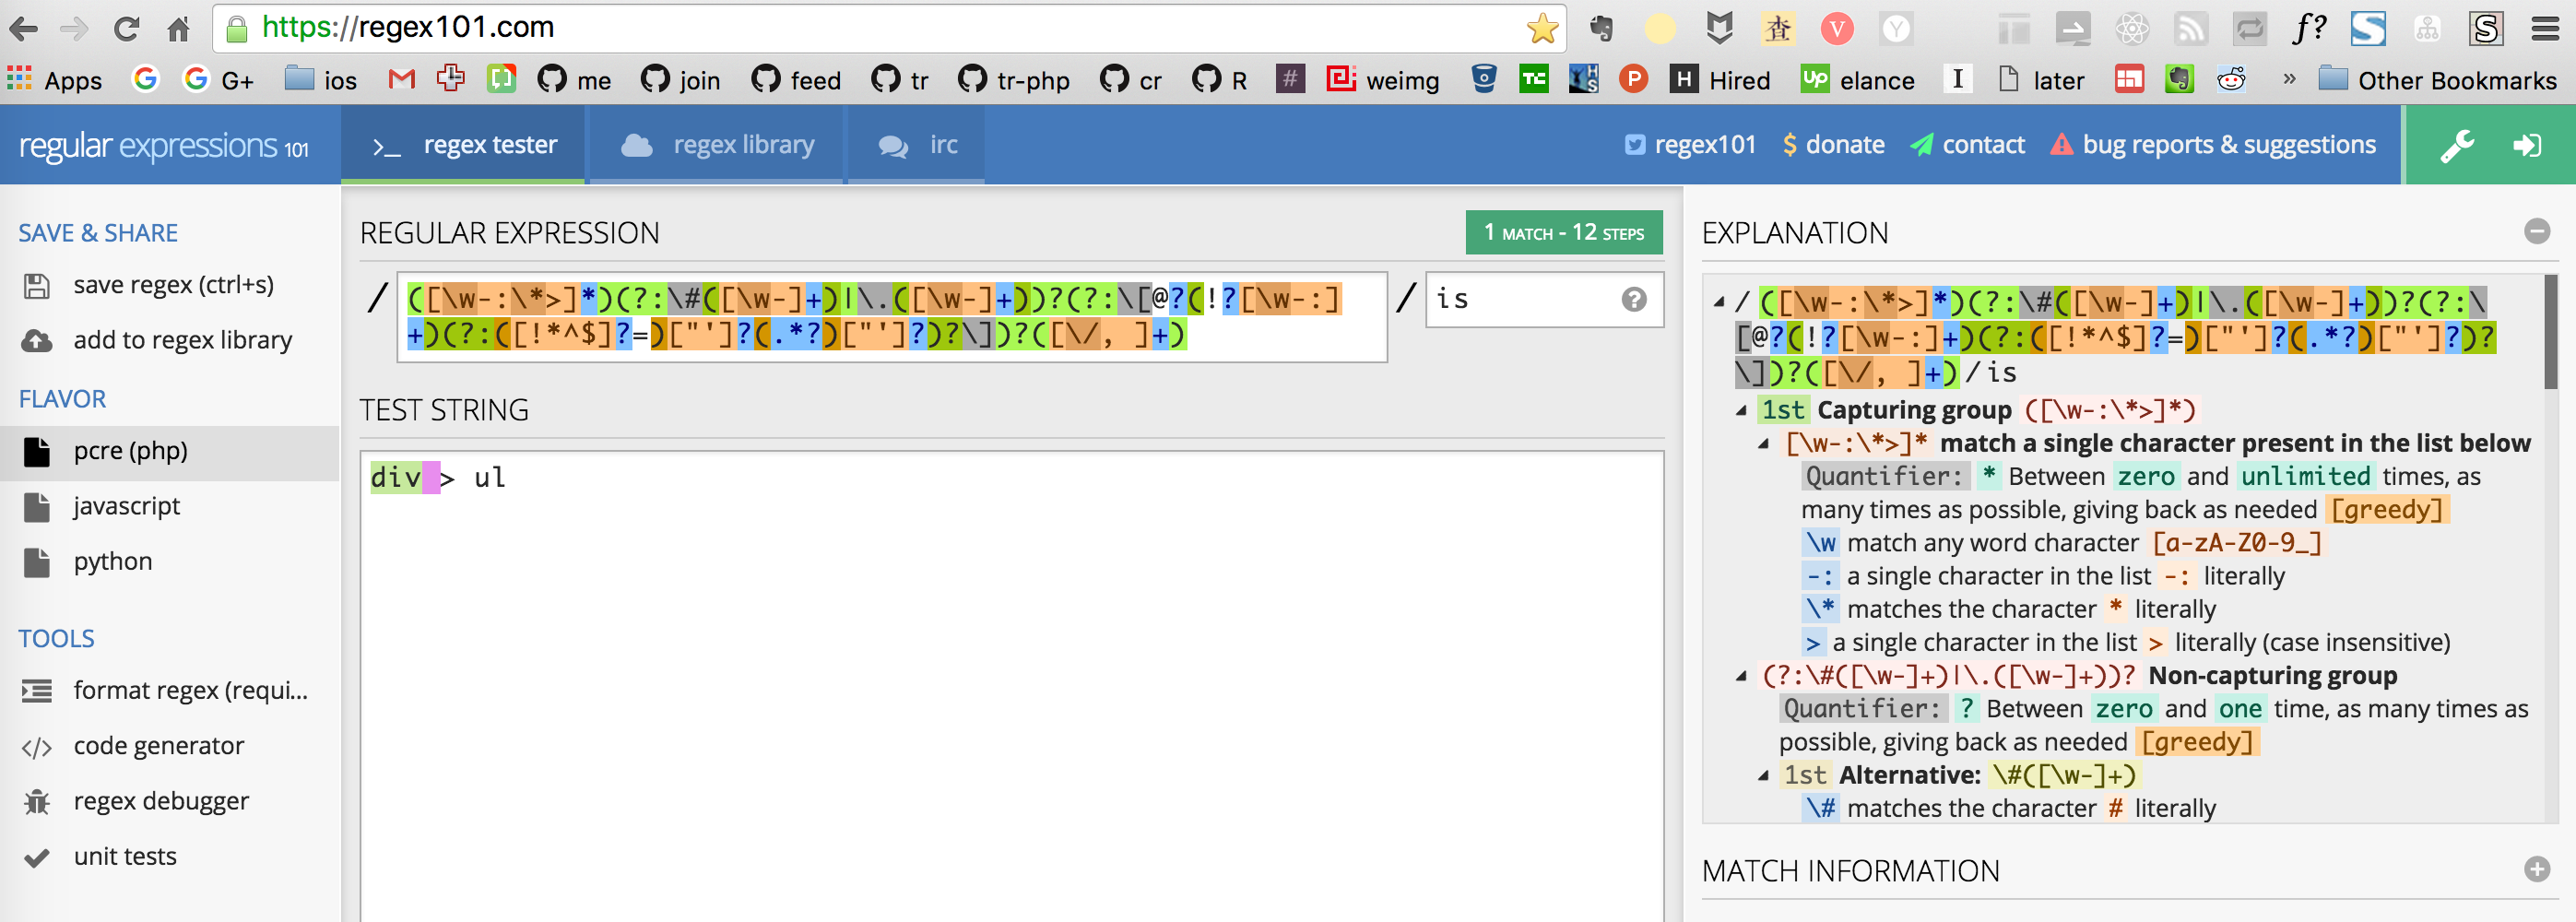 https://regex101.com
Apps G+ ios me join feed tr tr-php cr R # weimg TC P H Hired Up elance I later » Other Bookmarks
regular expressions 101 >_ regex tester regex library irc regex101 $ donate contact bug reports & suggestions
SAVE & SHARE
save regex (ctrl+s)
add to regex library
FLAVOR
pcre (php)
javascript
python
TOOLS
format regex (requi...
code generator
regex debugger
unit tests
REGULAR EXPRESSION
1 MATCH - 12 STEPS
/ ([\w-:\*>]*)(?:\#([\w-]+)|\.([\w-]+))?(?:\[@?(!?[\w-:] / is
+)(?:([!*^$]?=)["']?(.*?)["']?)?\])?([\/, ]+)
TEST STRING
div > ul
EXPLANATION
/ ([\w-:\*>]*)(?:\#([\w-]+)|\.([\w-]+))?(?:\
[@?(!?[\w-:]+)(?:([!*^$]?=)["']?(.*?)["']?)?
\])?([\/, ]+) / is
1st Capturing group ([\w-:\*>]*)
[\w-:\*>]* match a single character present in the list below
Quantifier: * Between zero and unlimited times, as
many times as possible, giving back as needed [greedy]
\w match any word character [a-zA-Z0-9_]
-: a single character in the list -: literally
\* matches the character * literally
> a single character in the list > literally (case insensitive)
(?:\#([\w-]+)|\.([\w-]+))? Non-capturing group
Quantifier: ? Between zero and one time, as many times as
possible, giving back as needed [greedy]
1st Alternative: \#([\w-]+)
\# matches the character # literally
MATCH INFORMATION